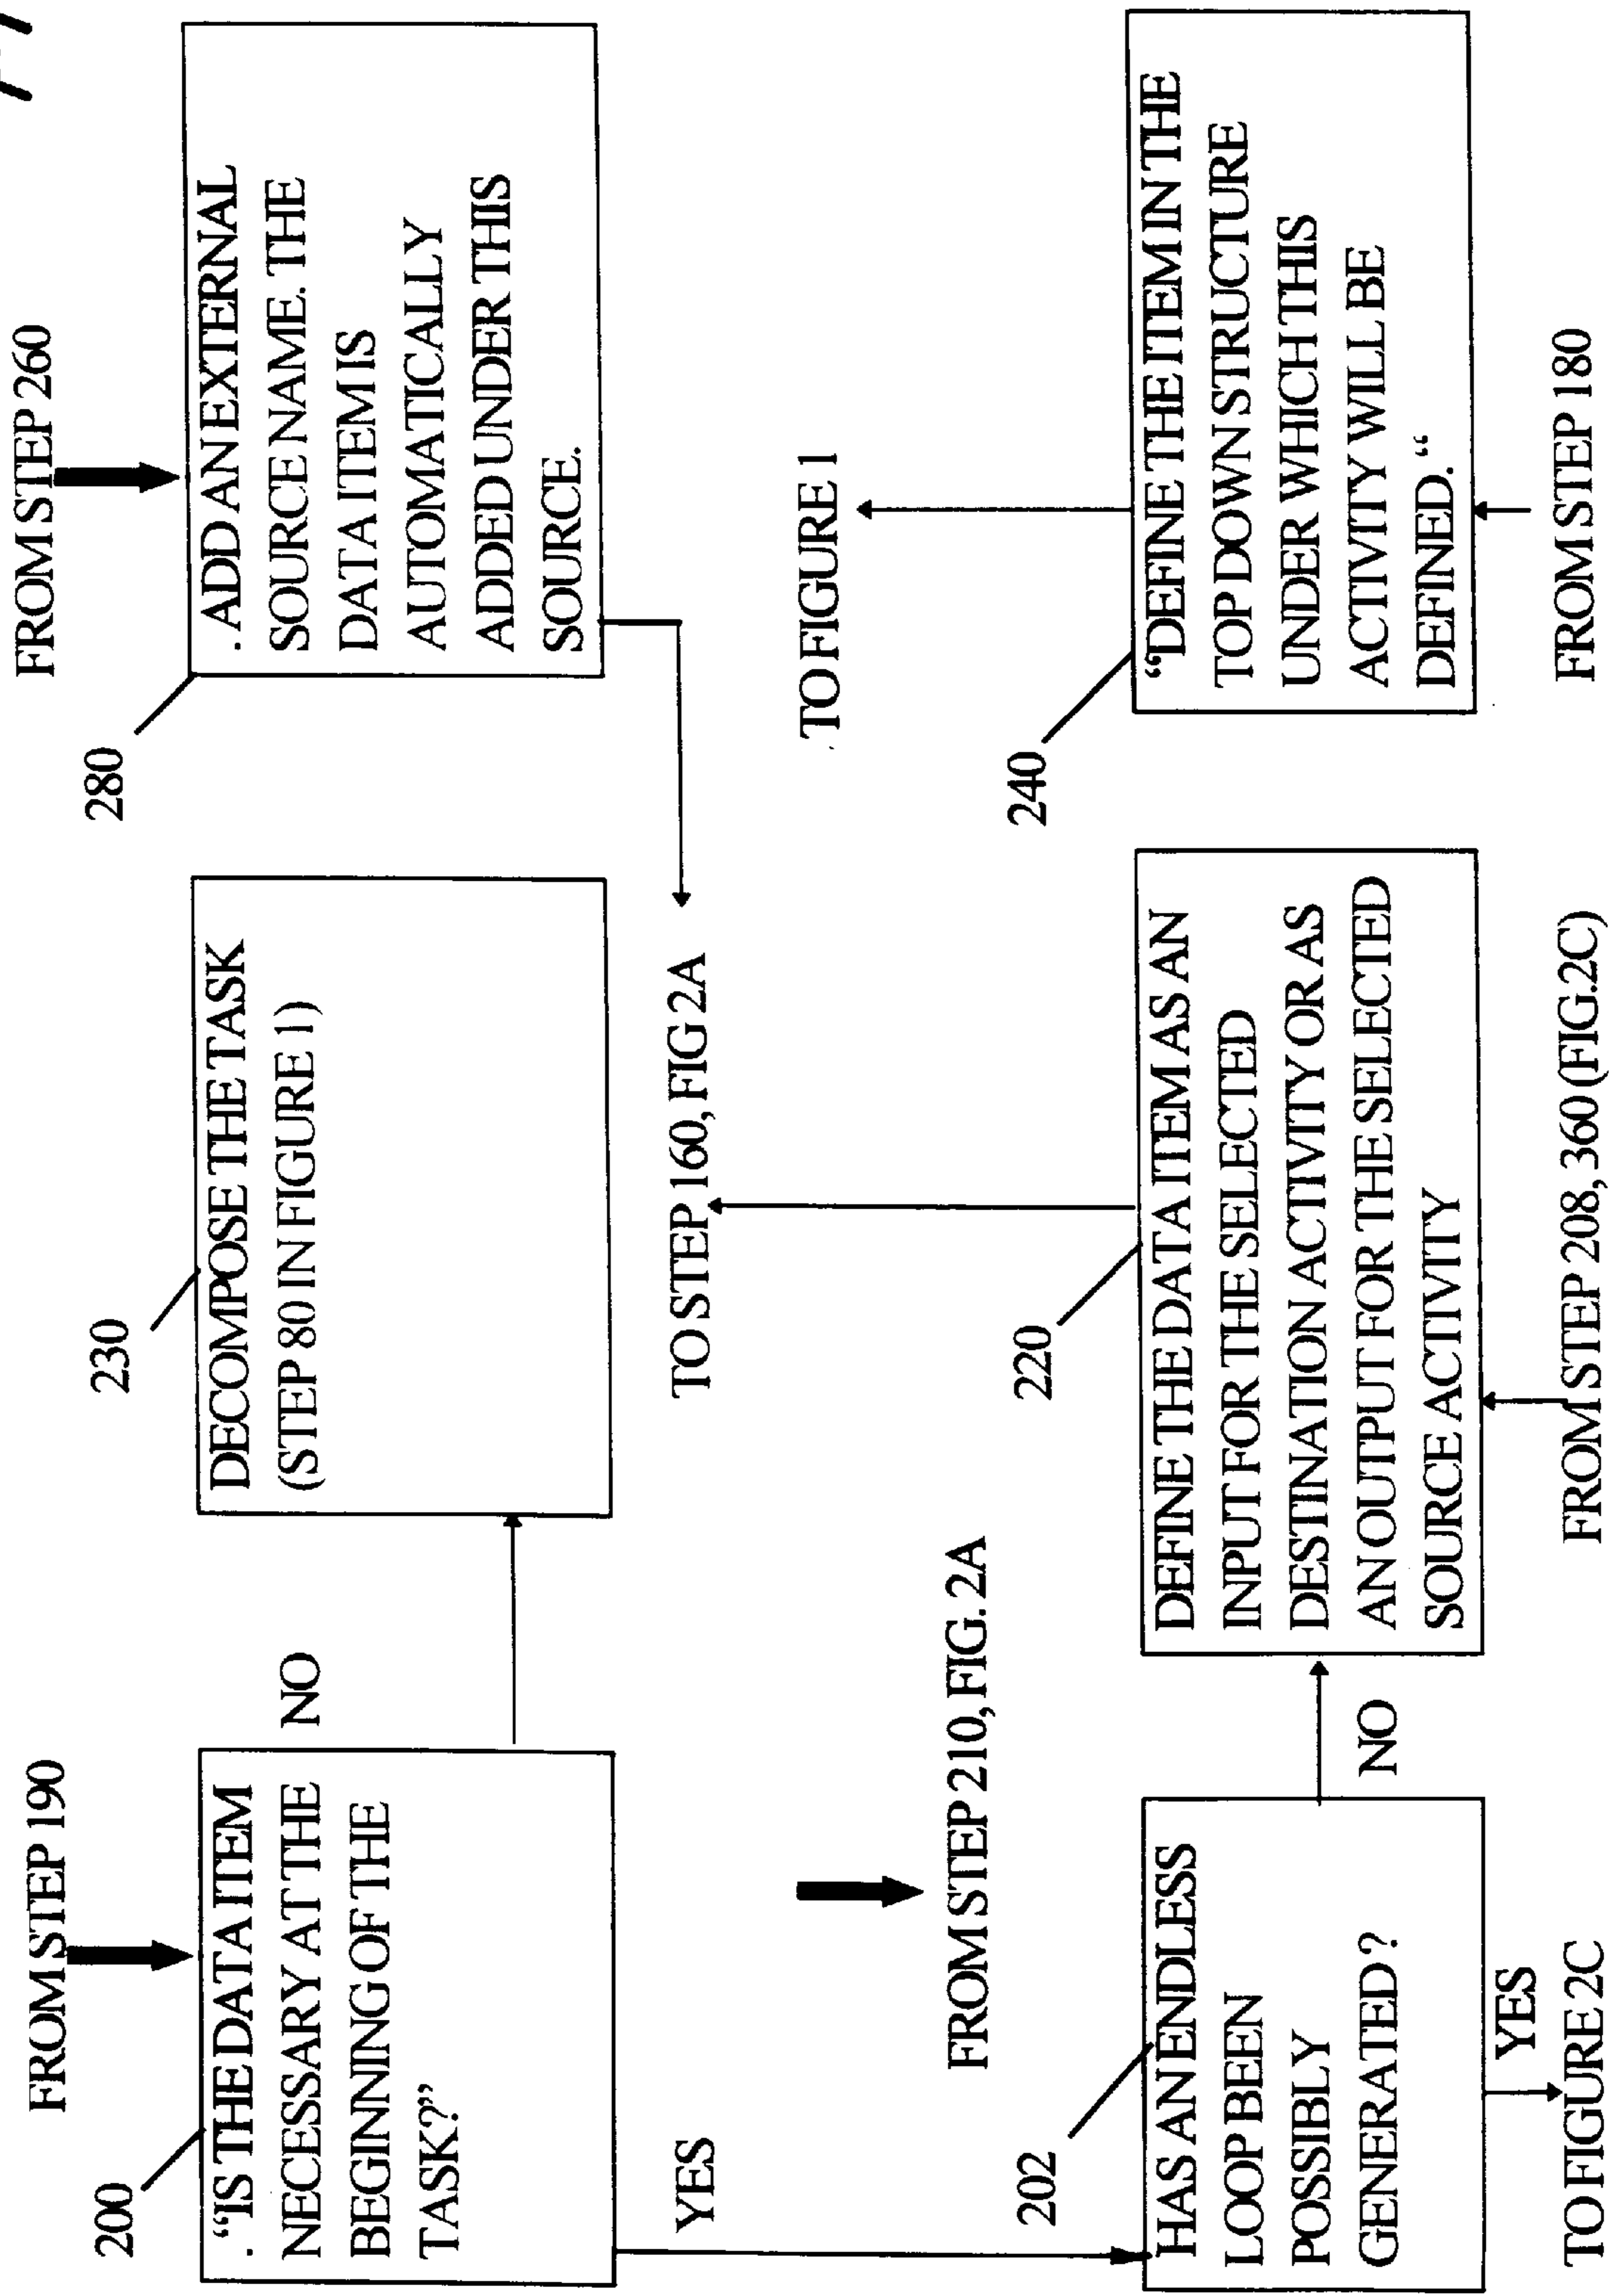 FROM STEP 190
200
. "IS THE DATA ITEM
NECESSARY AT THE
BEGINNING OF THE
TASK?"
NO
YES
230
DECOMPOSE THE TASK
(STEP 80 IN FIGURE 1)
FROM STEP 260
280
. ADD AN EXTERNAL
SOURCE NAME. THE
DATA ITEM IS
AUTOMATICALLY
ADDED UNDER THIS
SOURCE.
TO STEP 160, FIG 2A
FROM STEP 210, FIG. 2A
TO FIGURE 1
202
HAS AN ENDLESS
LOOP BEEN
POSSIBLY
GENERATED ?
NO
YES
TO FIGURE 2C
220
DEFINE THE DATA ITEM AS AN
INPUT FOR THE SELECTED
DESTINATION ACTIVITY OR AS
AN OUTPUT FOR THE SELECTED
SOURCE ACTIVITY
FROM STEP 208, 360 (FIG.2C)
240
"DEFINE THE ITEM IN THE
TOP DOWN STRUCTURE
UNDER WHICH THIS
ACTIVITY WILL BE
DEFINED."
FROM STEP 180